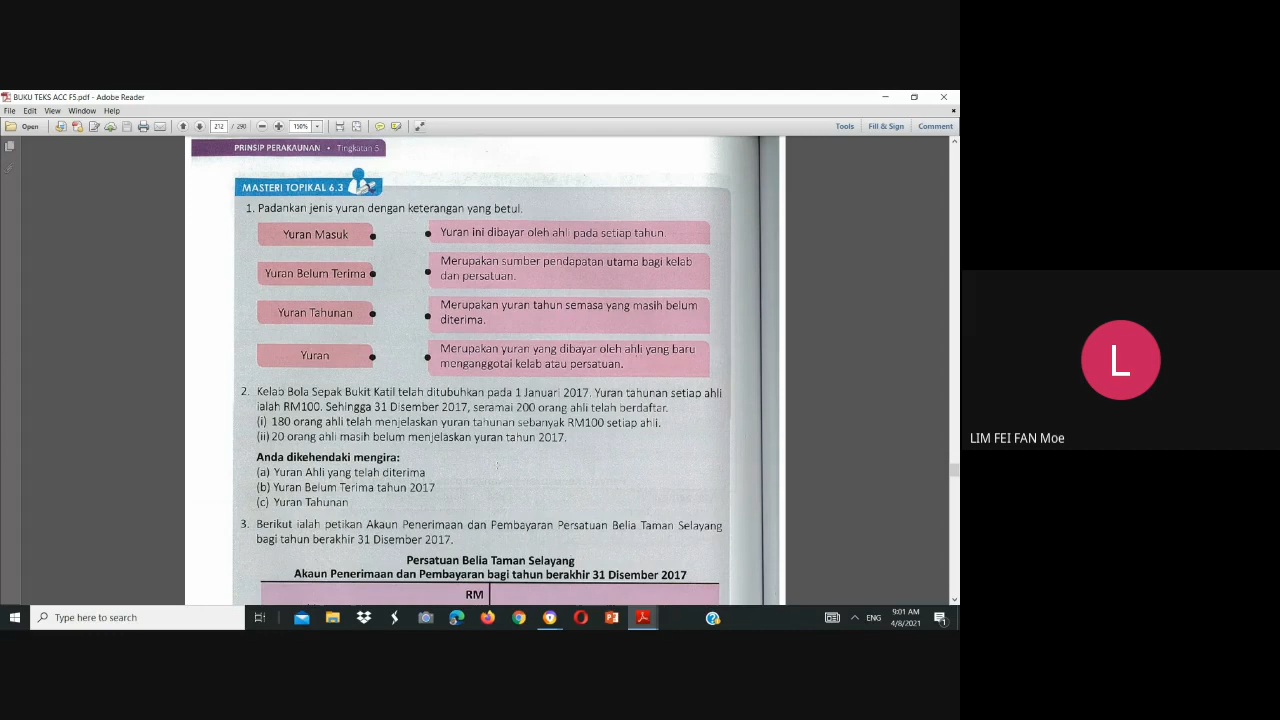 BUKU TEKS ACC F5.pdf - Adobe Reader
File Edit View Window Help
Open 212 / 290 150% Tools Fill & Sign Comment
PRINSIP PERAKAUNAN • Tingkatan 5
MASTERI TOPIKAL 6.3
1. Padankan jenis yuran dengan keterangan yang betul.
Yuran Masuk
Yuran ini dibayar oleh ahli pada setiap tahun.
Yuran Belum Terima
Merupakan sumber pendapatan utama bagi kelab
dan persatuan.
Yuran Tahunan
Merupakan yuran tahun semasa yang masih belum
diterima.
Yuran
Merupakan yuran yang dibayar oleh ahli yang baru
menganggotai kelab atau persatuan.
2. Kelab Bola Sepak Bukit Katil telah ditubuhkan pada 1 Januari 2017. Yuran tahunan setiap ahli
ialah RM100. Sehingga 31 Disember 2017, seramai 200 orang ahli telah berdaftar.
(i) 180 orang ahli telah menjelaskan yuran tahunan sebanyak RM100 setiap ahli.
(ii) 20 orang ahli masih belum menjelaskan yuran tahun 2017.
Anda dikehendaki mengira:
(a) Yuran Ahli yang telah diterima
(b) Yuran Belum Terima tahun 2017
(c) Yuran Tahunan
3. Berikut ialah petikan Akaun Penerimaan dan Pembayaran Persatuan Belia Taman Selayang
bagi tahun berakhir 31 Disember 2017.
Persatuan Belia Taman Selayang
Akaun Penerimaan dan Pembayaran bagi tahun berakhir 31 Disember 2017
RM
Type here to search
ENG
9:01 AM
4/8/2021
L
LIM FEI FAN Moe